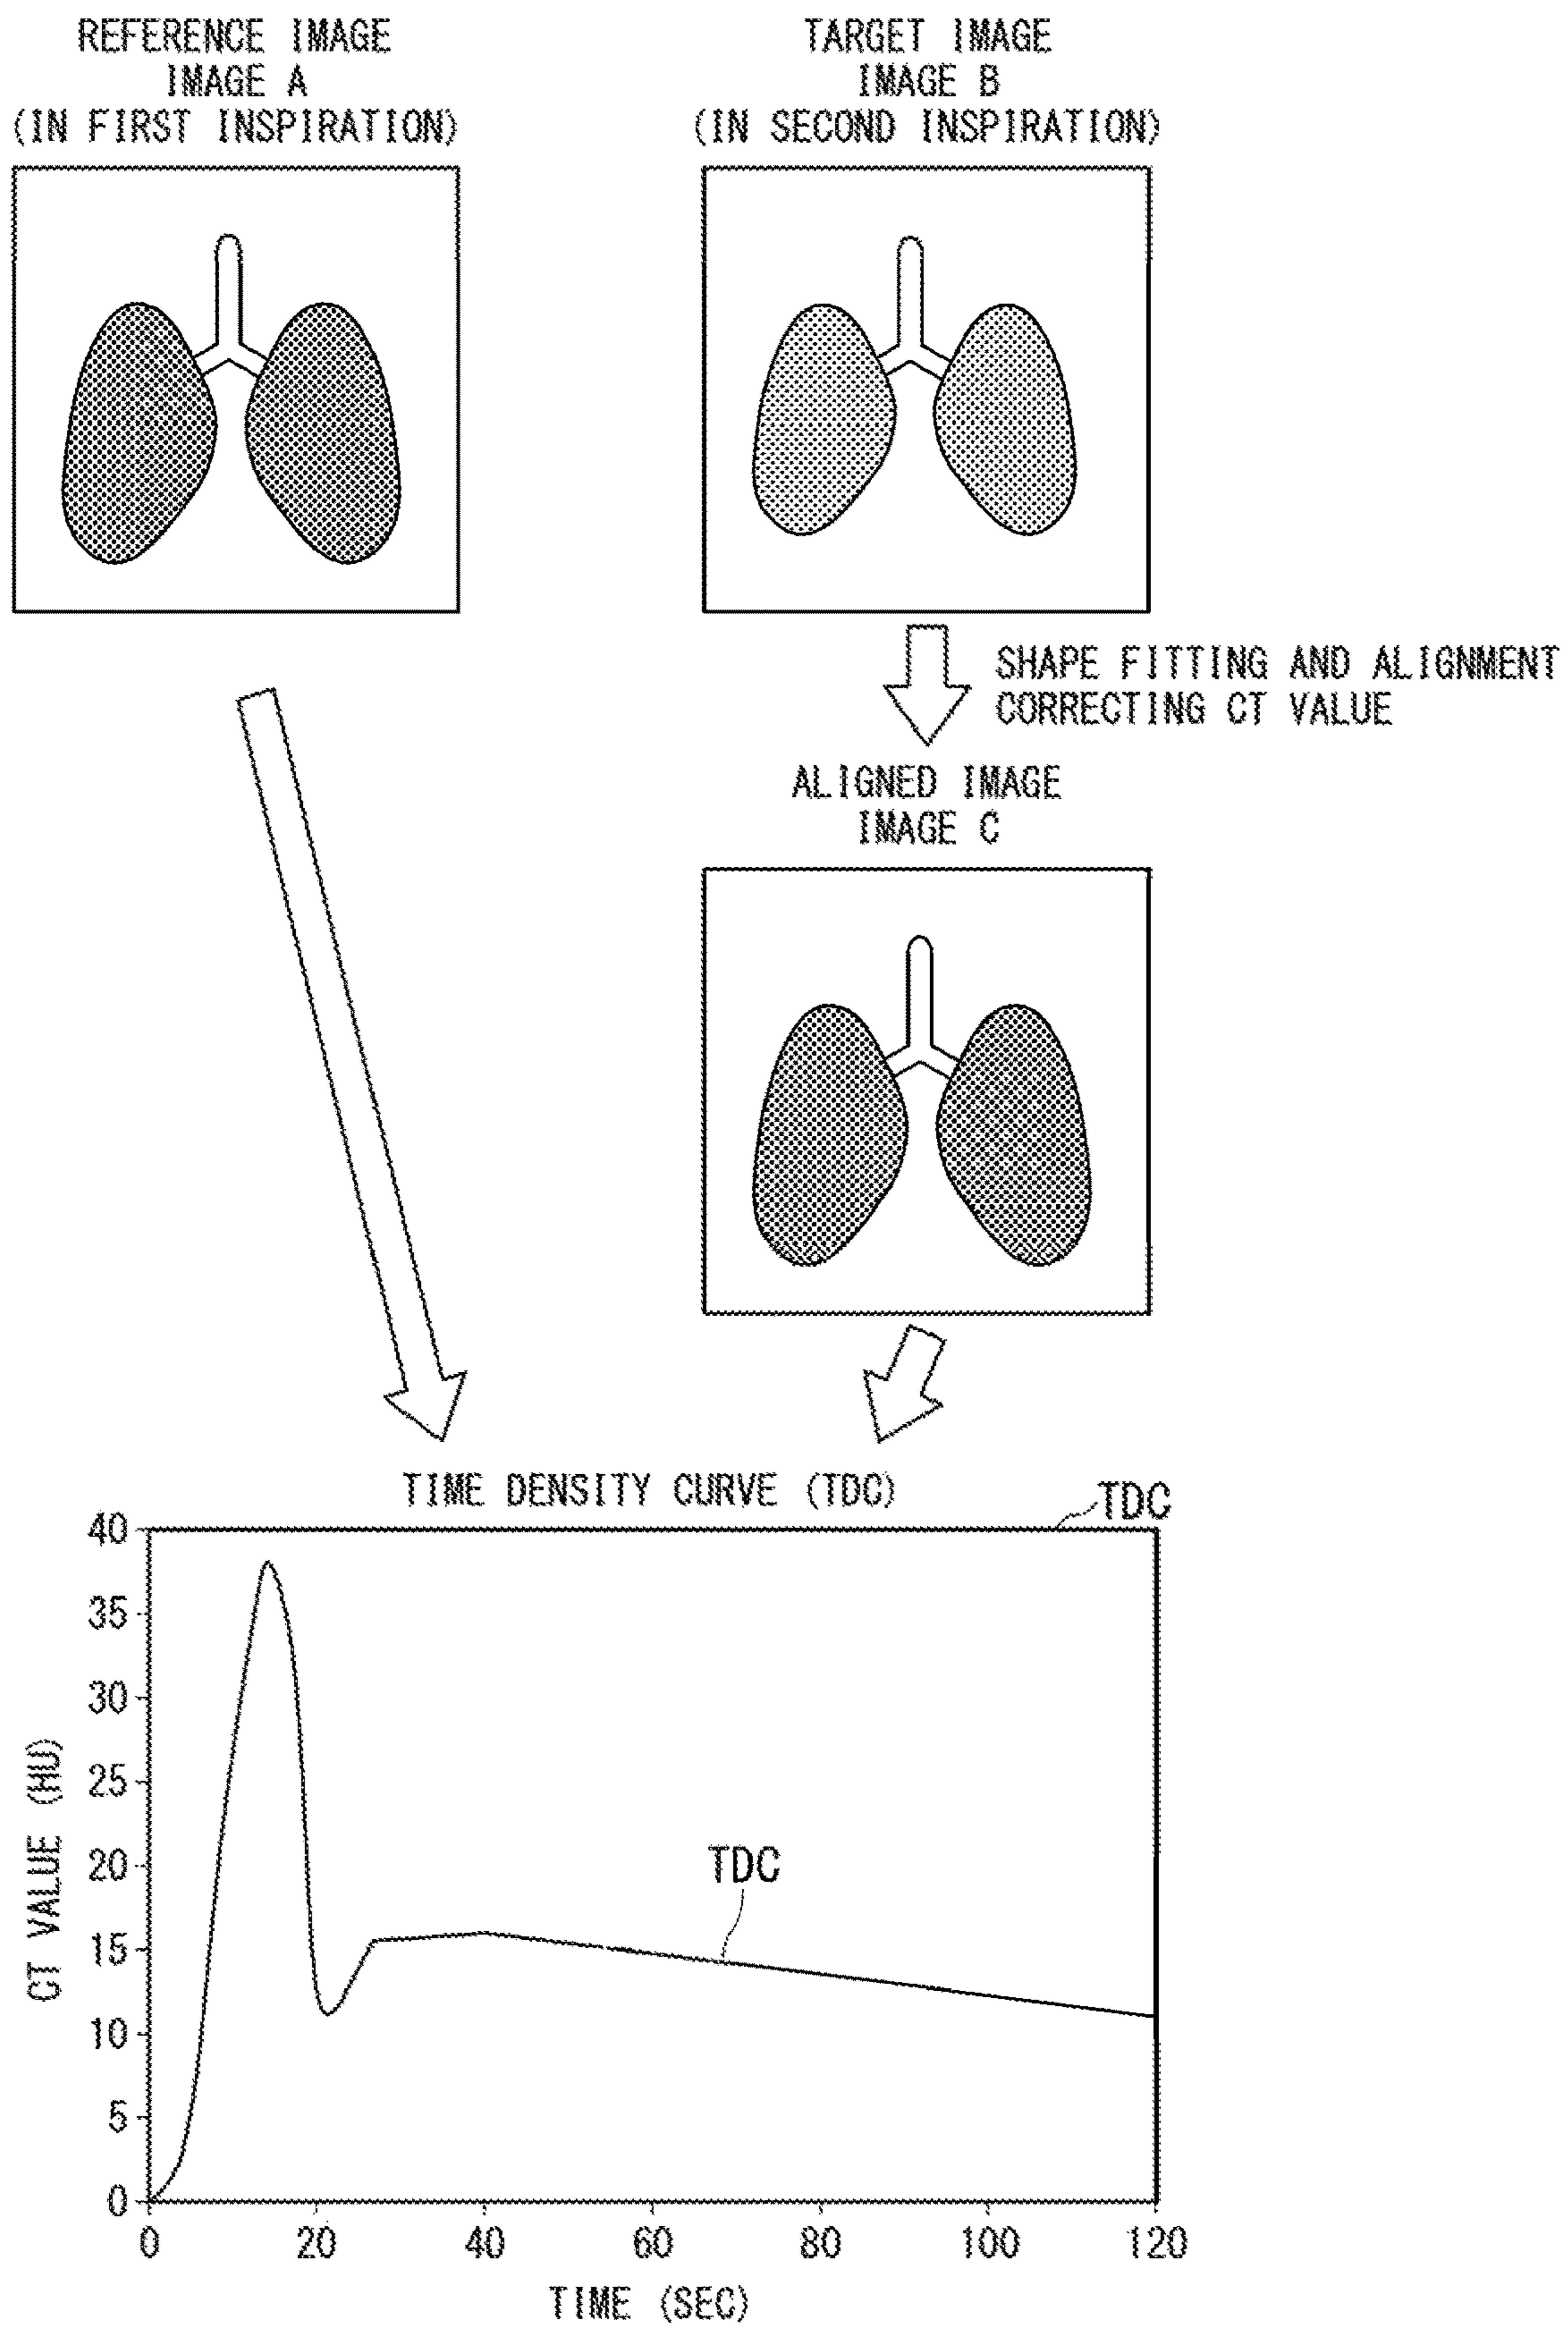 REFERENCE IMAGE
IMAGE A
(IN FIRST INSPIRATION)
TARGET IMAGE
IMAGE B
(IN SECOND INSPIRATION)
SHAPE FITTING AND ALIGNMENT
CORRECTING CT VALUE
ALIGNED IMAGE
IMAGE C
TIME DENSITY CURVE (TDC)
TDC
40
35
30
25
20
15
10
5
0
CT VALUE (HU)
TDC
0 20 40 60 80 100 120
TIME (SEC)